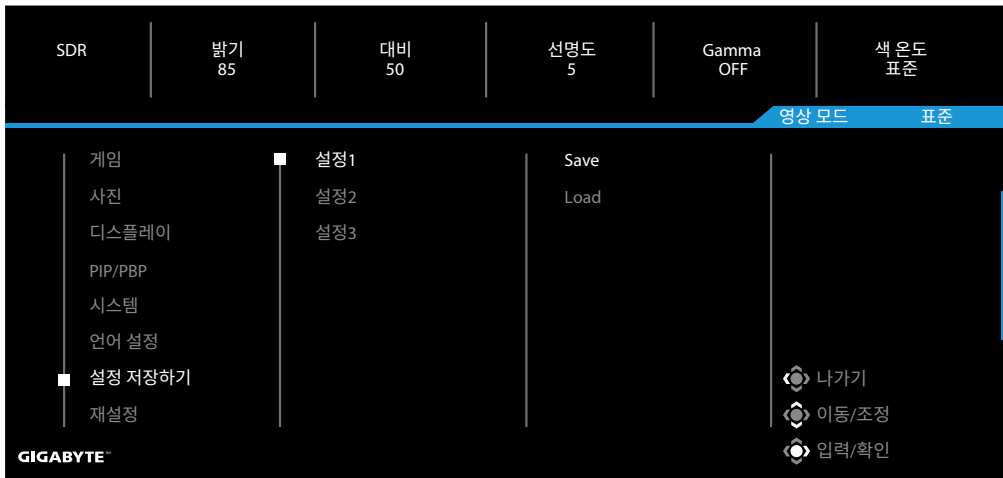 SDR
밝기
85
대비
50
선명도
5
Gamma
OFF
색 온도
표준
영상 모드 표준
게임
사진
디스플레이
PIP/PBP
시스템
언어 설정
설정 저장하기
재설정
설정1
설정2
설정3
Save
Load
나가기
이동/조정
입력/확인
GIGABYTE™